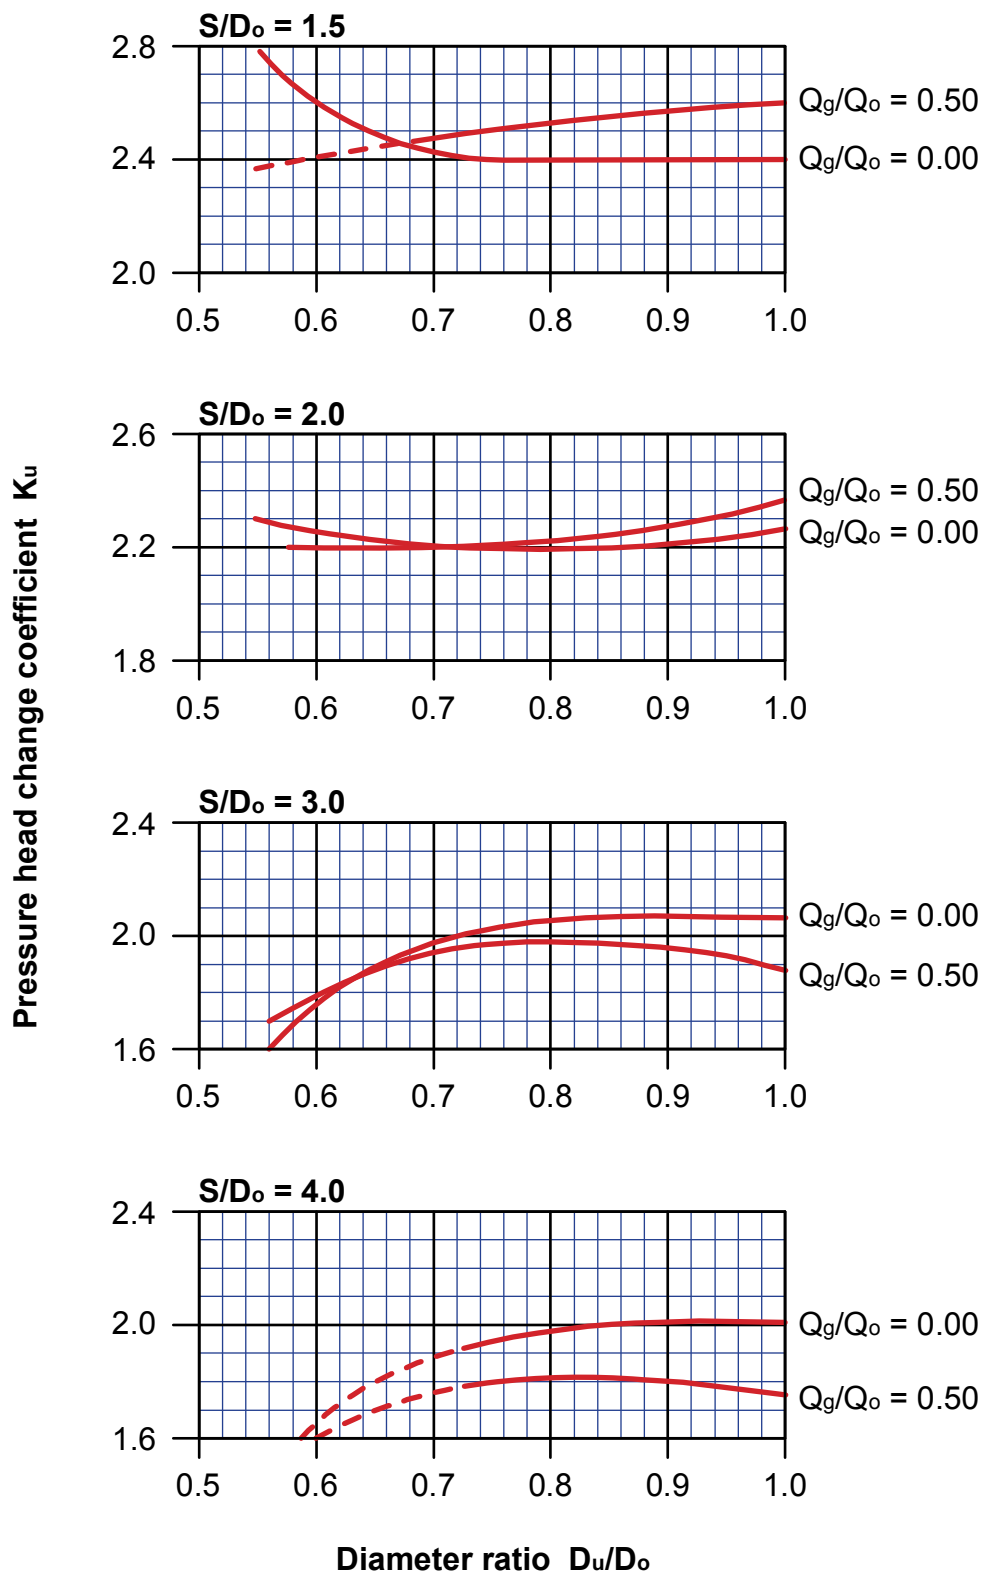 S/Do = 1.5
2.8
2.4
2.0
Qg/Qo = 0.50
Qg/Qo = 0.00
0.5 0.6 0.7 0.8 0.9 1.0
S/Do = 2.0
2.6
2.2
1.8
Qg/Qo = 0.50
Qg/Qo = 0.00
0.5 0.6 0.7 0.8 0.9 1.0
Pressure head change coefficient Ku
S/Do = 3.0
2.4
2.0
1.6
Qg/Qo = 0.00
Qg/Qo = 0.50
0.5 0.6 0.7 0.8 0.9 1.0
S/Do = 4.0
2.4
2.0
1.6
Qg/Qo = 0.00
Qg/Qo = 0.50
0.5 0.6 0.7 0.8 0.9 1.0
Diameter ratio Du/Do